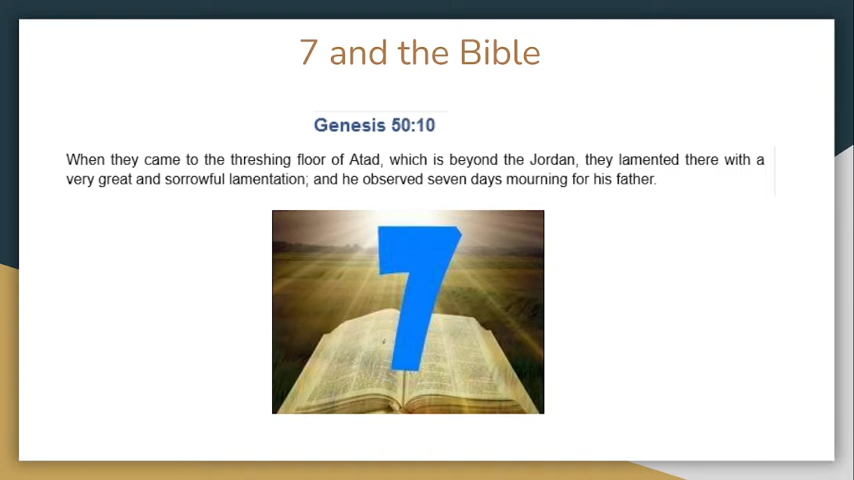 7 and the Bible
Genesis 50:10
When they came to the threshing floor of Atad, which is beyond the Jordan, they lamented there with a
very great and sorrowful lamentation; and he observed seven days mourning for his father.
7